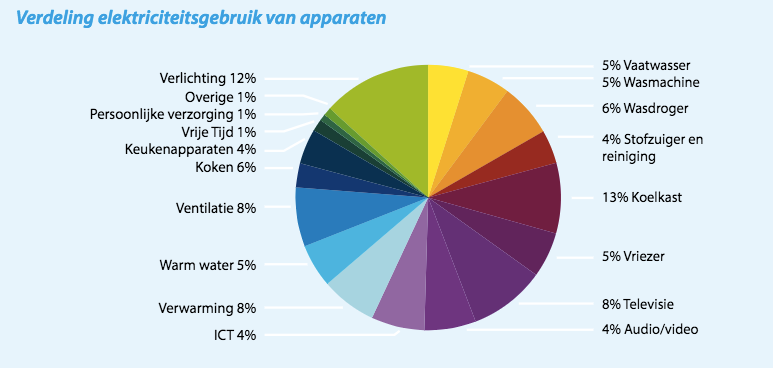 Verdeling elektriciteitsgebruik van apparaten
Verlichting 12%
Overige 1%
Persoonlijke verzorging 1%
Vrije Tijd 1%
Keukenapparaten 4%
Koken 6%
Ventilatie 8%
Warm water 5%
Verwarming 8%
ICT 4%
5% Vaatwasser
5% Wasmachine
6% Wasdroger
4% Stofzuiger en
reiniging
13% Koelkast
5% Vriezer
8% Televisie
4% Audio/video